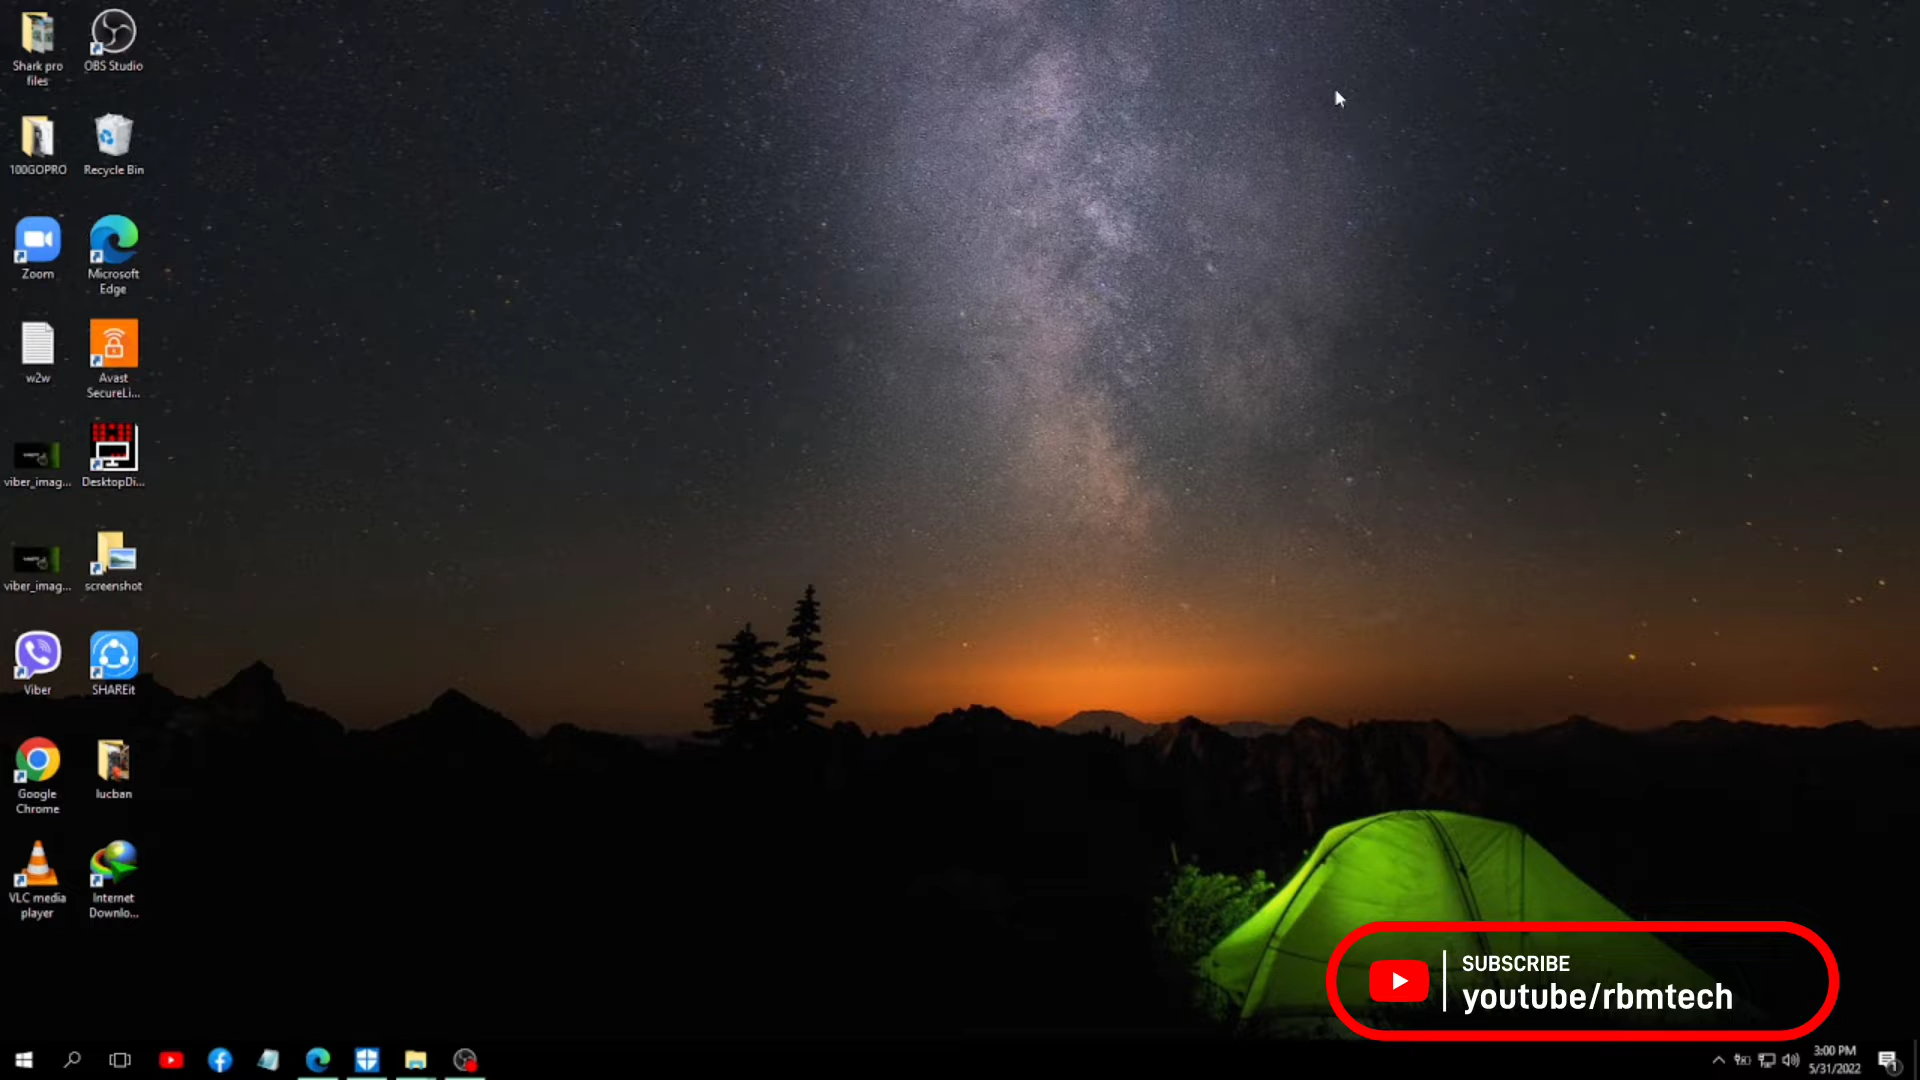 Shark pro
files
OBS Studio
100GOPRO
Recycle Bin
Zoom
Microsoft
Edge
w2w
Avast
SecureLi...
viber_imag...
DesktopDi...
viber_imag...
screenshot
Viber
SHAREit
Google
Chrome
lucban
VLC media
player
Internet
Downlo...
SUBSCRIBE
youtube/rbmtech
3:00 PM
5/31/2022
1